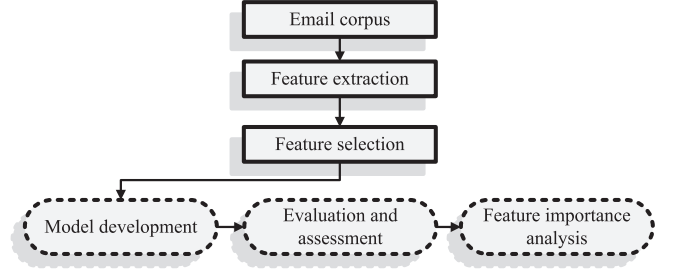 Email corpus
Feature extraction
Feature selection
Model development
Evaluation and
assessment
Feature importance
analysis